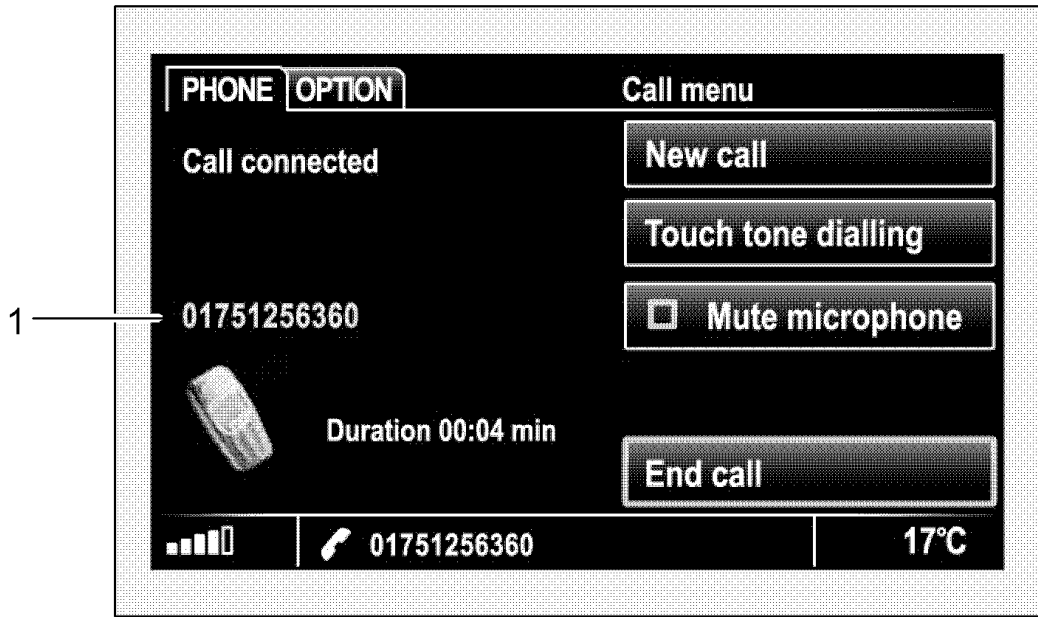 PHONE OPTION Call menu
Call connected
New call
Touch tone dialling
1
01751256360
Mute microphone
Duration 00:04 min
End call
01751256360 17°C